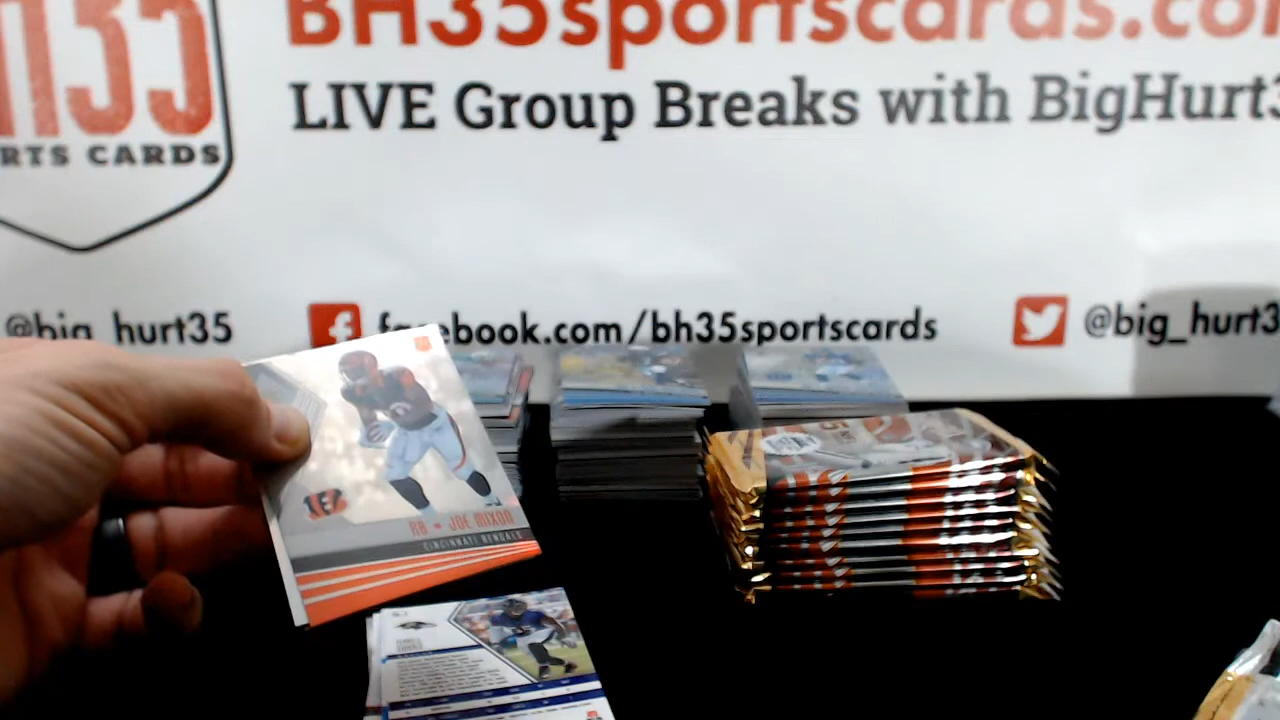 BH35sportscards.co
LIVE Group Breaks with BigHurt3
H35
RTS CARDS
@big_hurt35
facebook.com/bh35sportscards
@big_hurt3
RB • JOE MIXON
CINCINNATI BENGALS